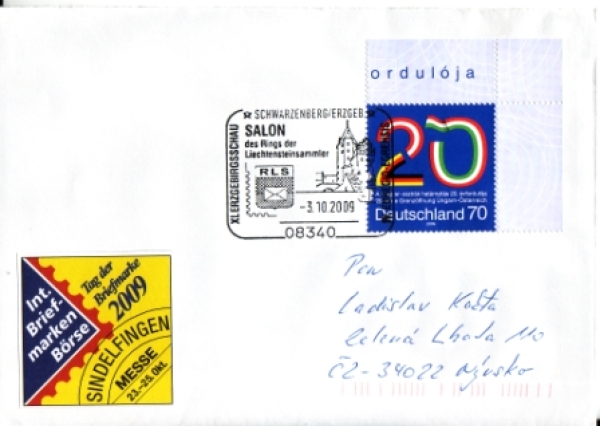 ordulója
SCHWARZENBERG/ERZGEB.
XI.ERZGEBIRGSSCHAU
SALON
des Rings der
Liechtensteinsammler
RLS
-3.10.2009
08340
20
Deutschland 70
Int.
Brief-
marken
Börse
Tag der
Briefmarke
2009
SINDELFINGEN
MESSE
23.-25. Okt.
Pan
Ladislav Košta
Zelená Lhota 110
ČZ-34022 Nýrsko